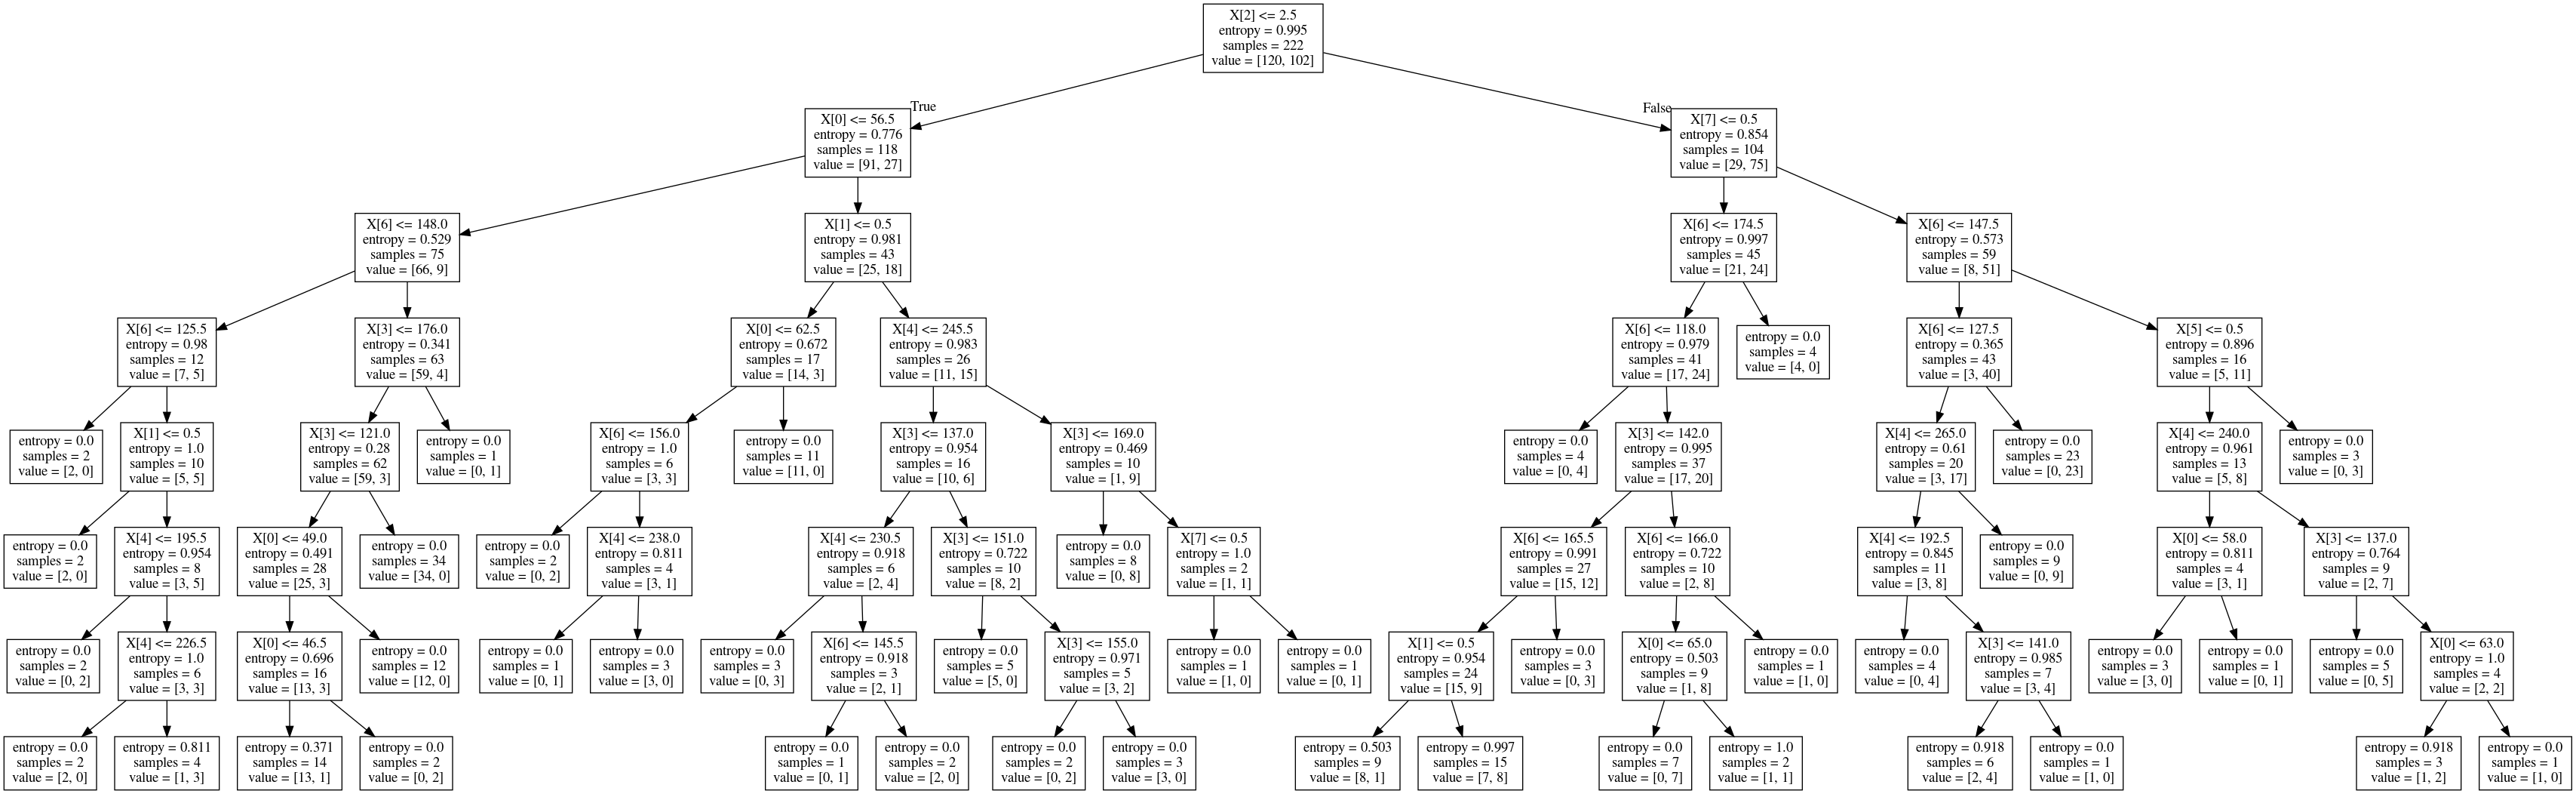 X[2] <= 2.5
entropy = 0.995
samples = 222
value = [120, 102]
True
False
X[0] <= 56.5
entropy = 0.776
samples = 118
value = [91, 27]
X[7] <= 0.5
entropy = 0.854
samples = 104
value = [29, 75]
X[6] <= 148.0
entropy = 0.529
samples = 75
value = [66, 9]
X[1] <= 0.5
entropy = 0.981
samples = 43
value = [25, 18]
X[6] <= 174.5
entropy = 0.997
samples = 45
value = [21, 24]
X[6] <= 147.5
entropy = 0.573
samples = 59
value = [8, 51]
X[6] <= 125.5
entropy = 0.98
samples = 12
value = [7, 5]
X[3] <= 176.0
entropy = 0.341
samples = 63
value = [59, 4]
X[0] <= 62.5
entropy = 0.672
samples = 17
value = [14, 3]
X[4] <= 245.5
entropy = 0.983
samples = 26
value = [11, 15]
X[6] <= 118.0
entropy = 0.979
samples = 41
value = [17, 24]
entropy = 0.0
samples = 4
value = [4, 0]
X[6] <= 127.5
entropy = 0.365
samples = 43
value = [3, 40]
X[5] <= 0.5
entropy = 0.896
samples = 16
value = [5, 11]
entropy = 0.0
samples = 2
value = [2, 0]
X[1] <= 0.5
entropy = 1.0
samples = 10
value = [5, 5]
X[3] <= 121.0
entropy = 0.28
samples = 62
value = [59, 3]
entropy = 0.0
samples = 1
value = [0, 1]
X[6] <= 156.0
entropy = 1.0
samples = 6
value = [3, 3]
entropy = 0.0
samples = 11
value = [11, 0]
X[3] <= 137.0
entropy = 0.954
samples = 16
value = [10, 6]
X[3] <= 169.0
entropy = 0.469
samples = 10
value = [1, 9]
entropy = 0.0
samples = 4
value = [0, 4]
X[3] <= 142.0
entropy = 0.995
samples = 37
value = [17, 20]
X[4] <= 265.0
entropy = 0.61
samples = 20
value = [3, 17]
entropy = 0.0
samples = 23
value = [0, 23]
X[4] <= 240.0
entropy = 0.961
samples = 13
value = [5, 8]
entropy = 0.0
samples = 3
value = [0, 3]
entropy = 0.0
samples = 2
value = [2, 0]
X[4] <= 195.5
entropy = 0.954
samples = 8
value = [3, 5]
X[0] <= 49.0
entropy = 0.491
samples = 28
value = [25, 3]
entropy = 0.0
samples = 34
value = [34, 0]
entropy = 0.0
samples = 2
value = [0, 2]
X[4] <= 238.0
entropy = 0.811
samples = 4
value = [3, 1]
X[4] <= 230.5
entropy = 0.918
samples = 6
value = [2, 4]
X[3] <= 151.0
entropy = 0.722
samples = 10
value = [8, 2]
entropy = 0.0
samples = 8
value = [0, 8]
X[7] <= 0.5
entropy = 1.0
samples = 2
value = [1, 1]
X[6] <= 165.5
entropy = 0.991
samples = 27
value = [15, 12]
X[6] <= 166.0
entropy = 0.722
samples = 10
value = [2, 8]
X[4] <= 192.5
entropy = 0.845
samples = 11
value = [3, 8]
entropy = 0.0
samples = 9
value = [0, 9]
X[0] <= 58.0
entropy = 0.811
samples = 4
value = [3, 1]
X[3] <= 137.0
entropy = 0.764
samples = 9
value = [2, 7]
entropy = 0.0
samples = 2
value = [0, 2]
X[4] <= 226.5
entropy = 1.0
samples = 6
value = [3, 3]
X[0] <= 46.5
entropy = 0.696
samples = 16
value = [13, 3]
entropy = 0.0
samples = 12
value = [12, 0]
entropy = 0.0
samples = 1
value = [0, 1]
entropy = 0.0
samples = 3
value = [3, 0]
entropy = 0.0
samples = 3
value = [0, 3]
X[6] <= 145.5
entropy = 0.918
samples = 3
value = [2, 1]
entropy = 0.0
samples = 5
value = [5, 0]
X[3] <= 155.0
entropy = 0.971
samples = 5
value = [3, 2]
entropy = 0.0
samples = 1
value = [1, 0]
entropy = 0.0
samples = 1
value = [0, 1]
X[1] <= 0.5
entropy = 0.954
samples = 24
value = [15, 9]
entropy = 0.0
samples = 3
value = [0, 3]
X[0] <= 65.0
entropy = 0.503
samples = 9
value = [1, 8]
entropy = 0.0
samples = 1
value = [1, 0]
entropy = 0.0
samples = 4
value = [0, 4]
X[3] <= 141.0
entropy = 0.985
samples = 7
value = [3, 4]
entropy = 0.0
samples = 3
value = [3, 0]
entropy = 0.0
samples = 1
value = [0, 1]
entropy = 0.0
samples = 5
value = [0, 5]
X[0] <= 63.0
entropy = 1.0
samples = 4
value = [2, 2]
entropy = 0.0
samples = 2
value = [2, 0]
entropy = 0.811
samples = 4
value = [1, 3]
entropy = 0.371
samples = 14
value = [13, 1]
entropy = 0.0
samples = 2
value = [0, 2]
entropy = 0.0
samples = 1
value = [0, 1]
entropy = 0.0
samples = 2
value = [2, 0]
entropy = 0.0
samples = 2
value = [0, 2]
entropy = 0.0
samples = 3
value = [3, 0]
entropy = 0.503
samples = 9
value = [8, 1]
entropy = 0.997
samples = 15
value = [7, 8]
entropy = 0.0
samples = 7
value = [0, 7]
entropy = 1.0
samples = 2
value = [1, 1]
entropy = 0.918
samples = 6
value = [2, 4]
entropy = 0.0
samples = 1
value = [1, 0]
entropy = 0.918
samples = 3
value = [1, 2]
entropy = 0.0
samples = 1
value = [1, 0]